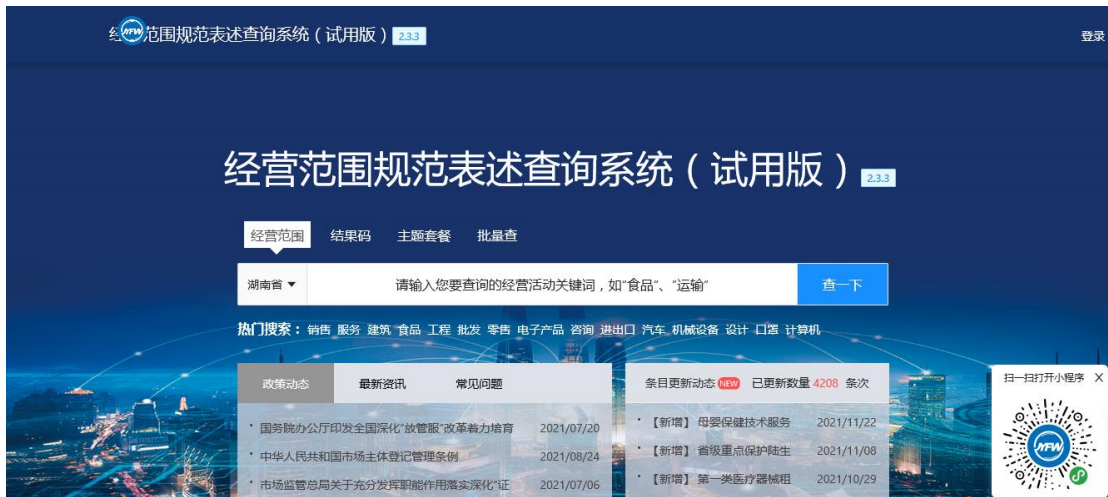 经 范围规范表述查询系统（试用版） 2.3.3
登录
经营范围规范表述查询系统（试用版） 2.3.3
经营范围 结果码 主题套餐 批量查
湖南省 请输入您要查询的经营活动关键词，如“食品”、“运输” 查一下
热门搜索： 销售 服务 建筑 食品 工程 批发 零售 电子产品 咨询 进出口 汽车 机械设备 设计 口罩 计算机
政策动态 最新资讯 常见问题
国务院办公厅印发全国深化“放管服”改革着力培育 2021/07/20
中华人民共和国市场主体登记管理条例 2021/08/24
市场监管总局关于充分发挥职能作用落实深化“证 2021/07/06
条目更新动态 NEW 已更新数量 4208 条次
【新增】 母婴保健技术服务 2021/11/22
【新增】 省级重点保护陆生 2021/11/08
【新增】 第一类医疗器械租 2021/10/29
扫一扫打开小程序 X
JYFW